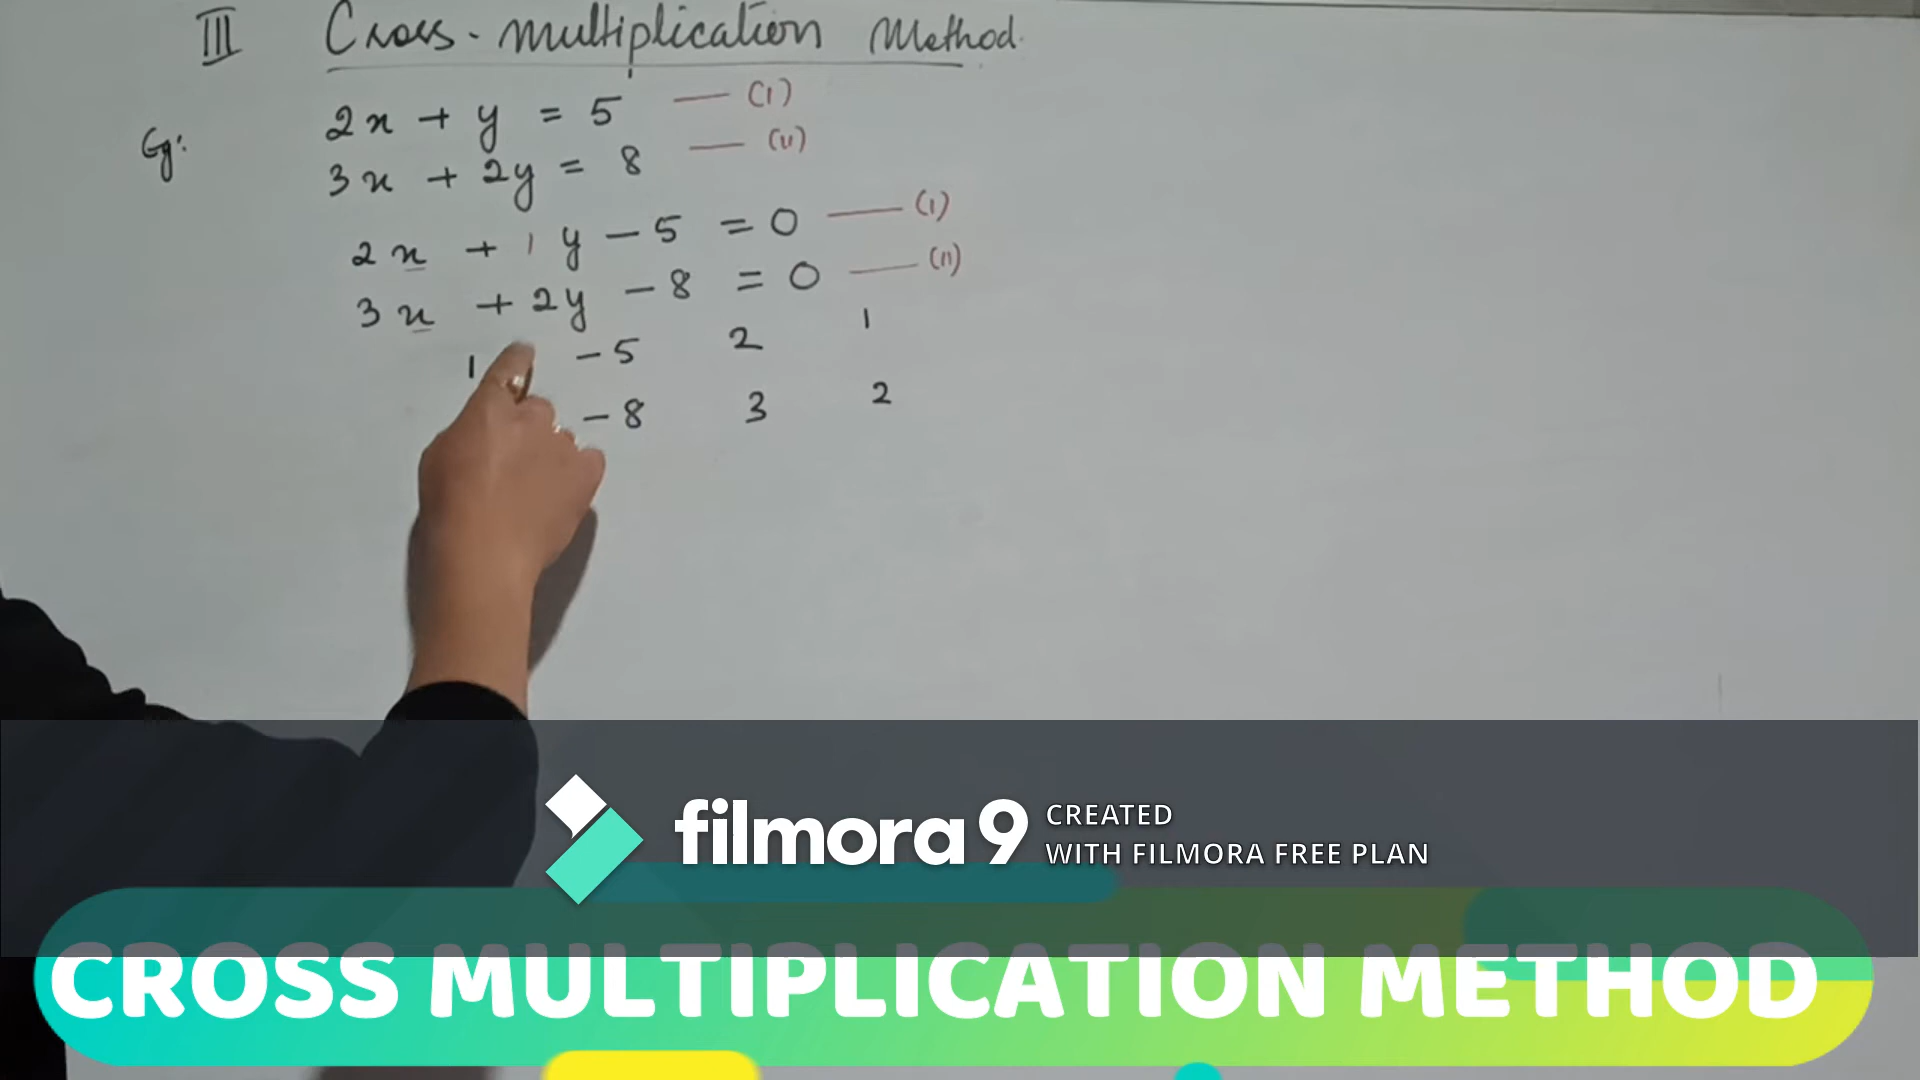 III Cross-multiplication Method.
Eg:
2x + y = 5 — (I)
3x + 2y = 8 — (II)
2x + 1y - 5 = 0 — (I)
3x + 2y - 8 = 0 — (II)
1 -5 2 1
-8 3 2
filmora9 CREATED WITH FILMORA FREE PLAN
CROSS MULTIPLICATION METHOD